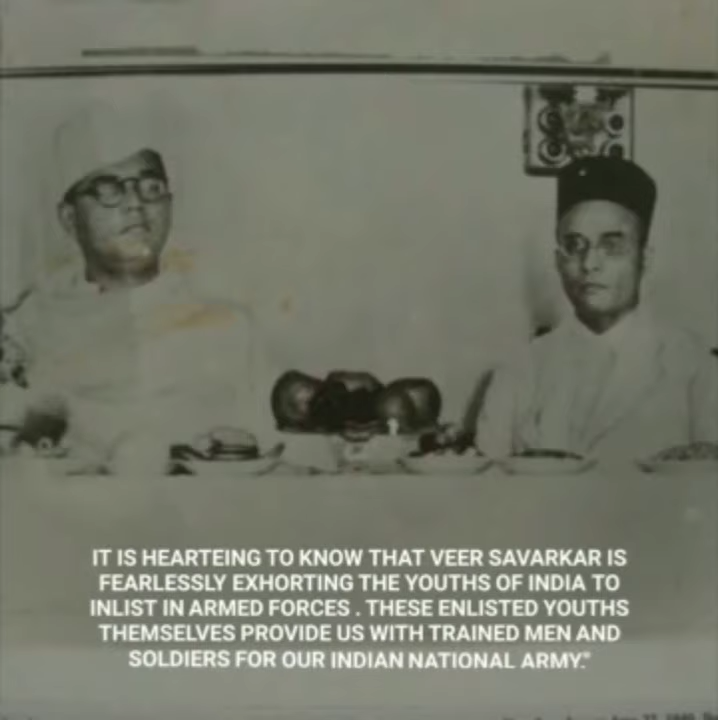 IT IS HEARTEING TO KNOW THAT VEER SAVARKAR IS
FEARLESSLY EXHORTING THE YOUTHS OF INDIA TO
INLIST IN ARMED FORCES . THESE ENLISTED YOUTHS
THEMSELVES PROVIDE US WITH TRAINED MEN AND
SOLDIERS FOR OUR INDIAN NATIONAL ARMY."